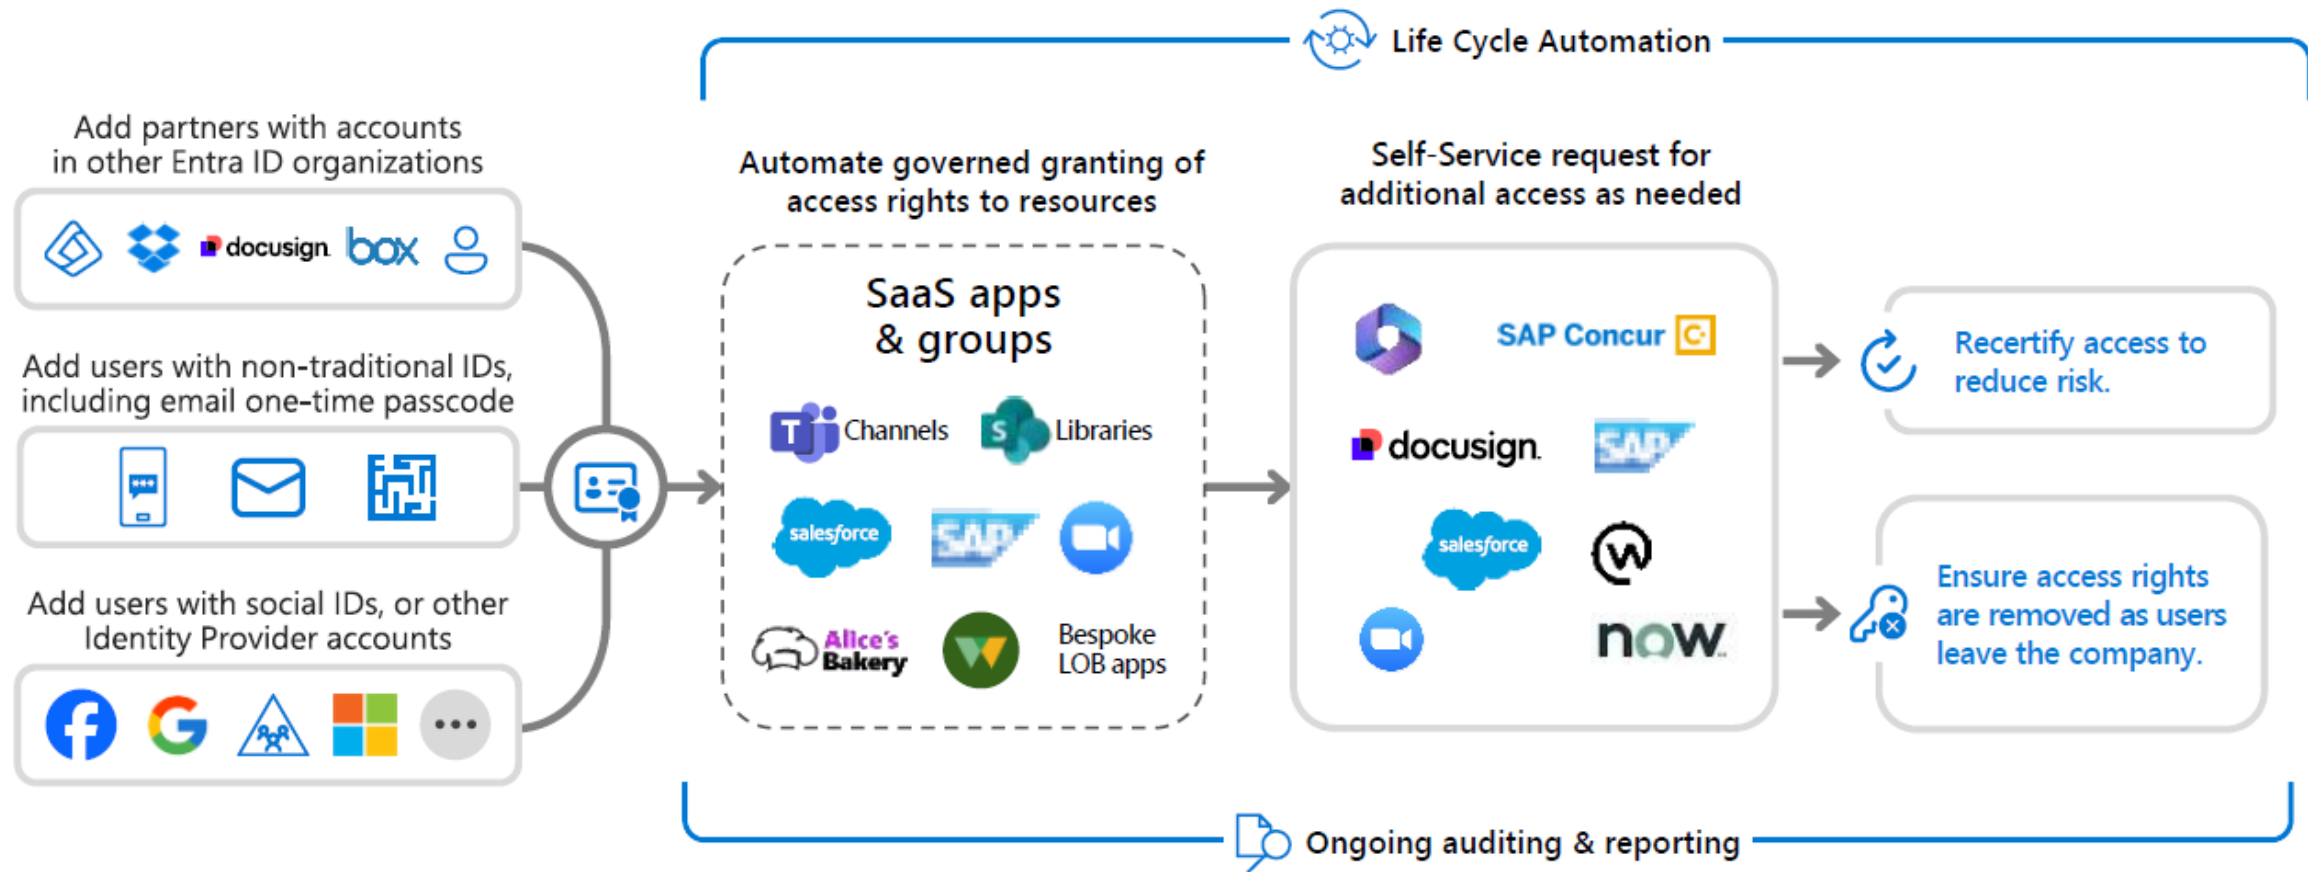 Life Cycle Automation
Add partners with accounts
in other Entra ID organizations
docusign.
box
Add users with non-traditional IDs,
including email one-time passcode
Add users with social IDs, or other
Identity Provider accounts
Automate governed granting of
access rights to resources
SaaS apps
& groups
T
Channels
S
Libraries
salesforce
SAP
Alice's
Bakery
Bespoke
LOB apps
Self-Service request for
additional access as needed
SAP Concur C.
docusign.
SAP
salesforce
W
now
Recertify access to
reduce risk.
Ensure access rights
are removed as users
leave the company.
Ongoing auditing & reporting